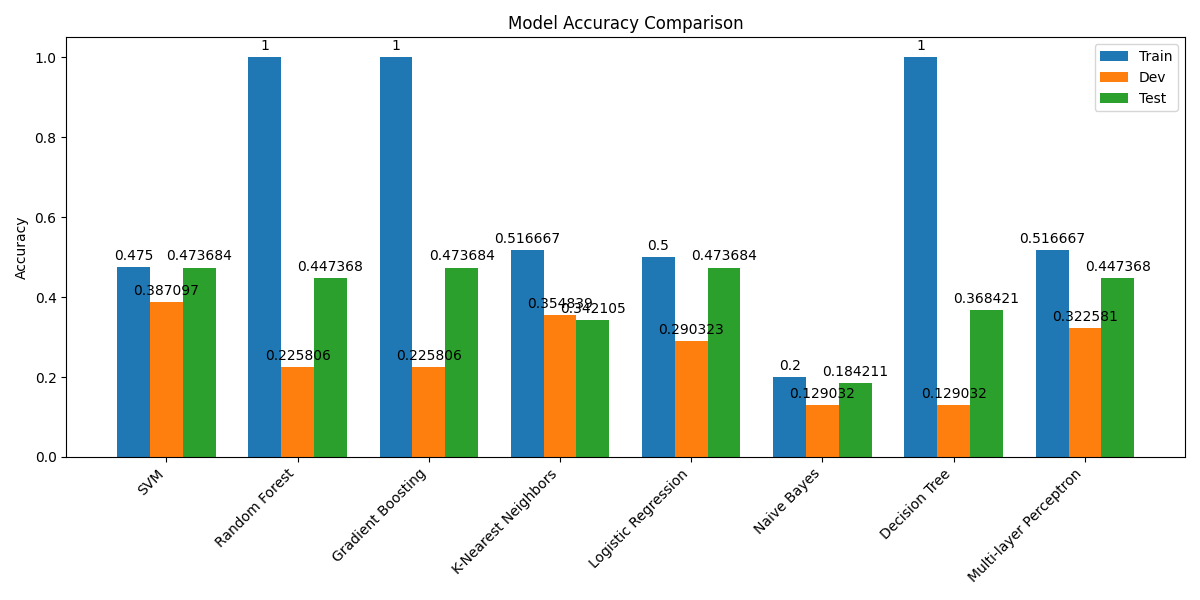 Model Accuracy Comparison
Accuracy
1.0
0.8
0.6
0.4
0.2
0.0
Train
Dev
Test
0.475
0.387097
0.473684
1
0.225806
0.447368
1
0.225806
0.473684
0.516667
0.354839
0.342105
0.5
0.290323
0.473684
0.2
0.129032
0.184211
1
0.129032
0.368421
0.516667
0.322581
0.447368
SVM
Random Forest
Gradient Boosting
K-Nearest Neighbors
Logistic Regression
Naive Bayes
Decision Tree
Multi-layer Perceptron